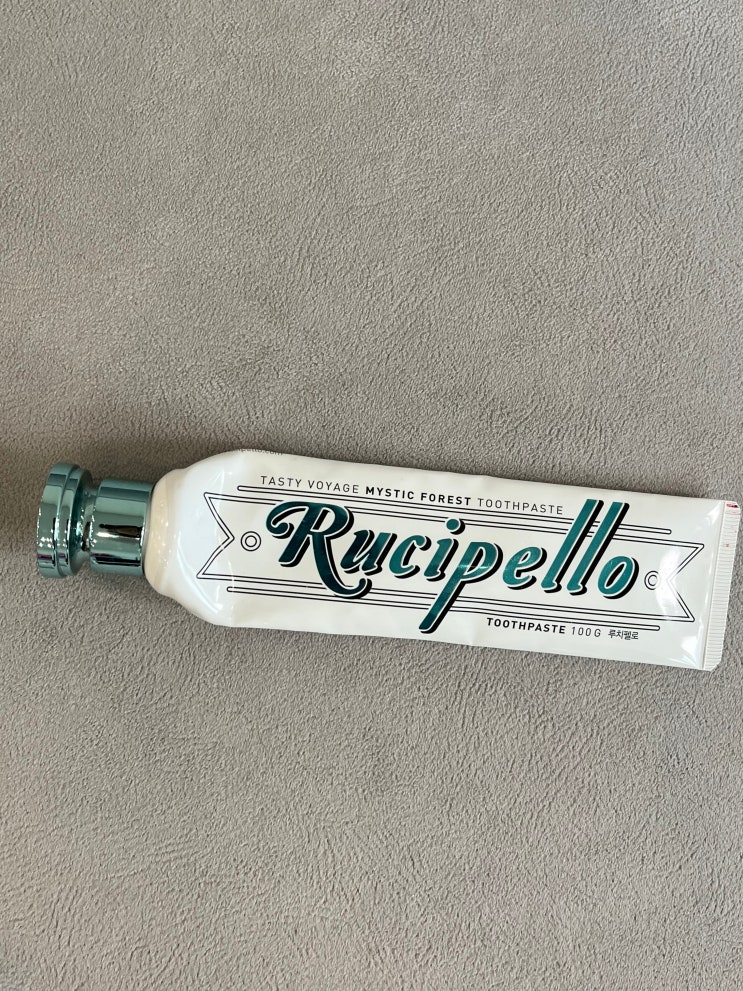 TASTY VOYAGE MYSTIC FOREST TOOTHPASTE
Rucipello
TOOTHPASTE 100G 루치펠로